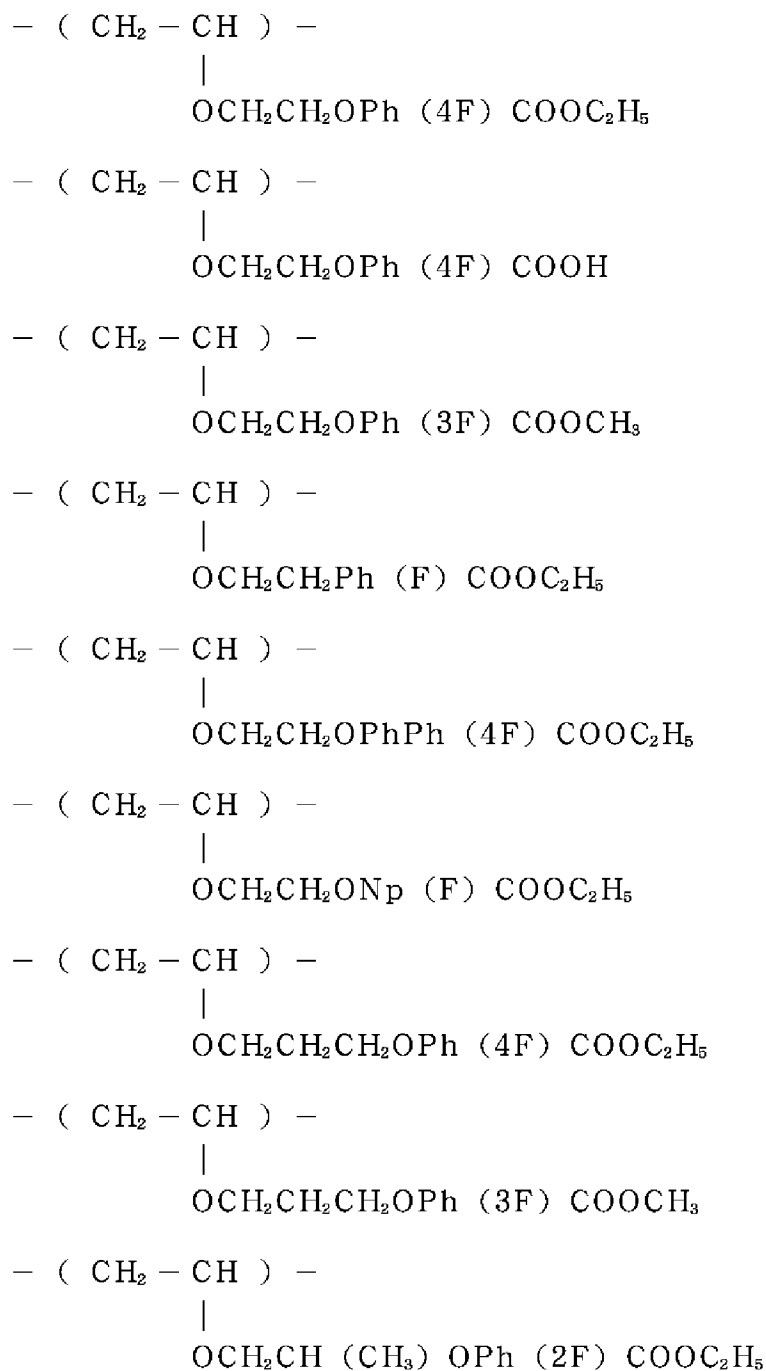 − ( CH₂ − CH ) −
|
OCH₂CH₂OPh (4F) COOC₂H₅
− ( CH₂ − CH ) −
|
OCH₂CH₂OPh (4F) COOH
− ( CH₂ − CH ) −
|
OCH₂CH₂OPh (3F) COOCH₃
− ( CH₂ − CH ) −
|
OCH₂CH₂Ph (F) COOC₂H₅
− ( CH₂ − CH ) −
|
OCH₂CH₂OPhPh (4F) COOC₂H₅
− ( CH₂ − CH ) −
|
OCH₂CH₂ONp (F) COOC₂H₅
− ( CH₂ − CH ) −
|
OCH₂CH₂CH₂OPh (4F) COOC₂H₅
− ( CH₂ − CH ) −
|
OCH₂CH₂CH₂OPh (3F) COOCH₃
− ( CH₂ − CH ) −
|
OCH₂CH (CH₃) OPh (2F) COOC₂H₅